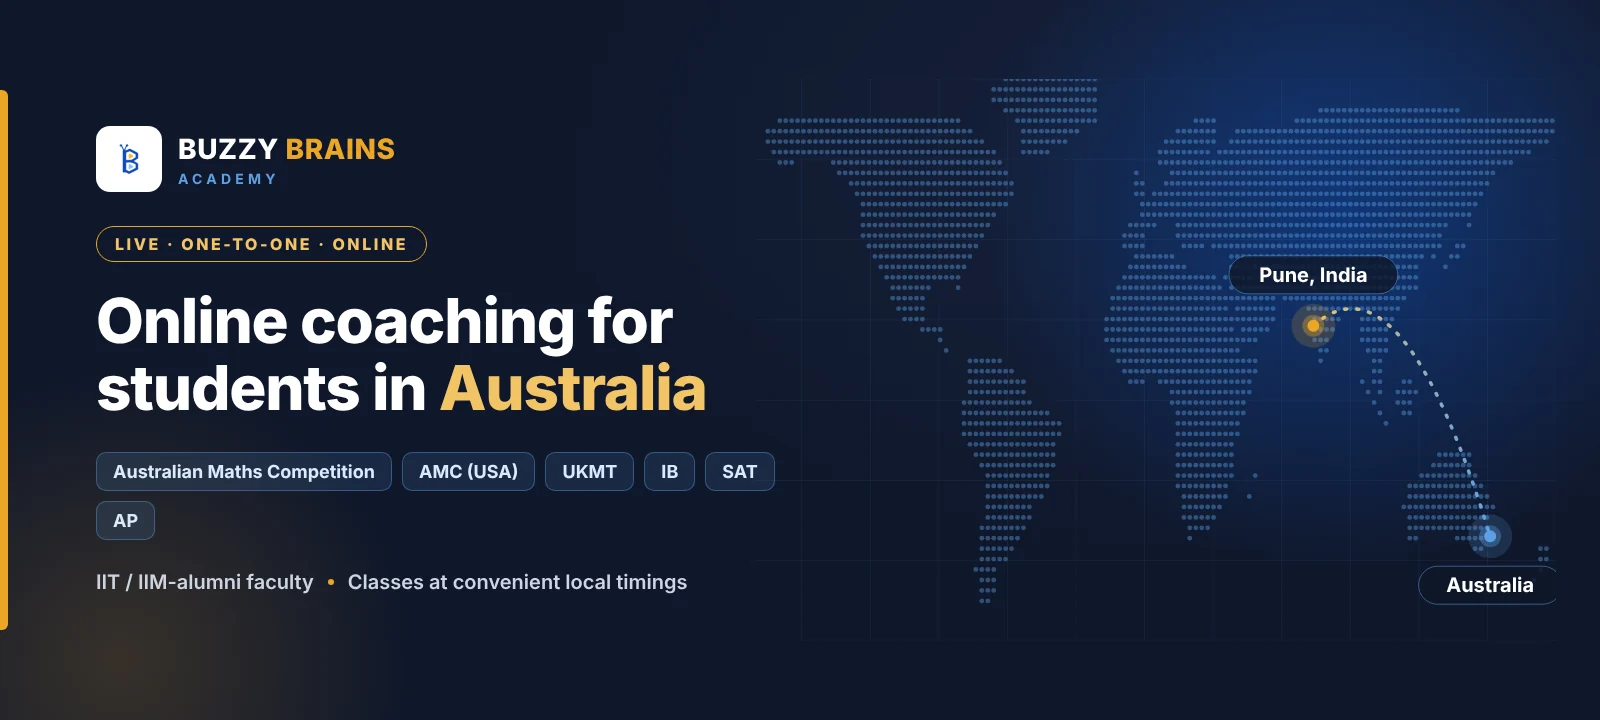 BUZZY BRAINS
ACADEMY
LIVE · ONE-TO-ONE · ONLINE
Online coaching for
students in Australia
Australian Maths Competition AMC (USA) UKMT IB SAT
AP
IIT / IIM-alumni faculty • Classes at convenient local timings
Pune, India
Australia